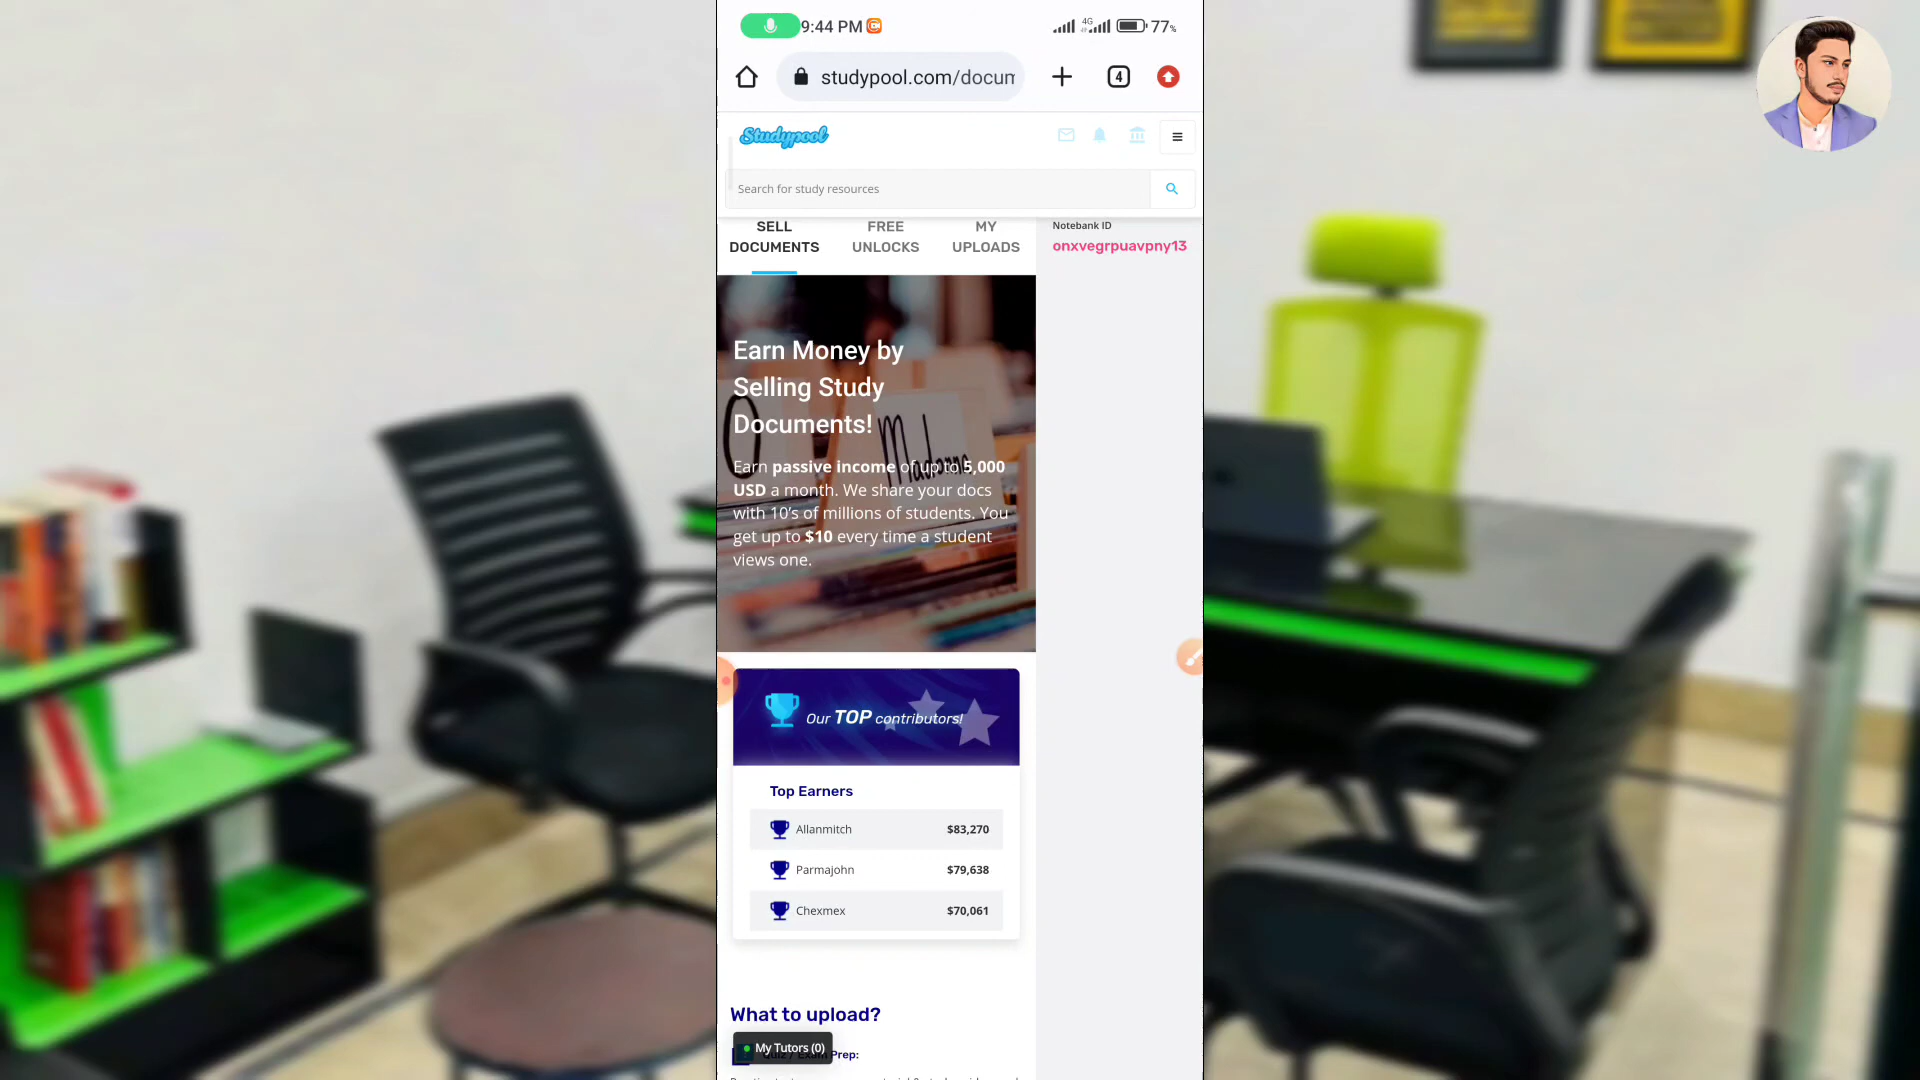 9:44 PM
4G
77%
studypool.com/docum
4
Studypool
Search for study resources
SELL DOCUMENTS
FREE UNLOCKS
MY UPLOADS
Notebank ID
onxvegrpuavpny13
Earn Money by
Selling Study
Documents!
Earn passive income of up to 5,000
USD a month. We share your docs
with 10's of millions of students. You
get up to $10 every time a student
views one.
Our TOP contributors!
Top Earners
Allanmitch $83,270
Parmajohn $79,638
Chexmex $70,061
What to upload?
Quiz / Exam Prep:
My Tutors (0)